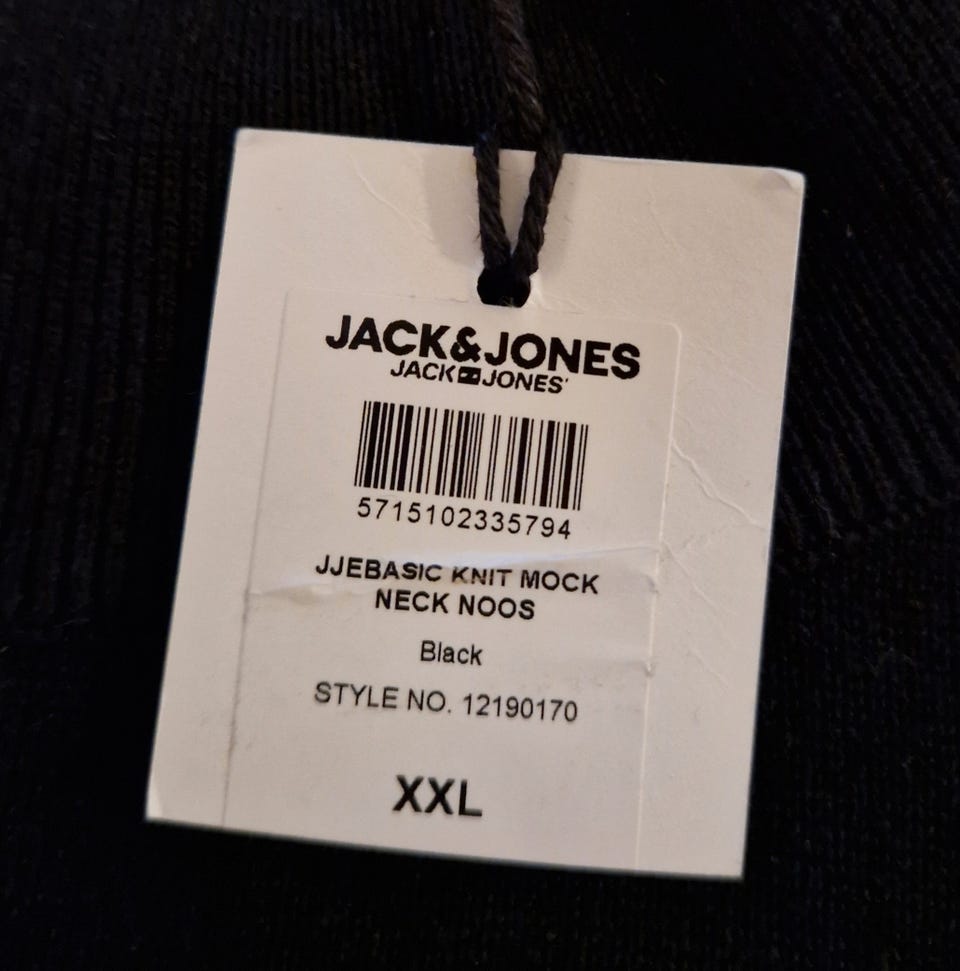 JACK&JONES
JACK JONES'
5715102335794
JJEBASIC KNIT MOCK
NECK NOOS
Black
STYLE NO. 12190170
XXL